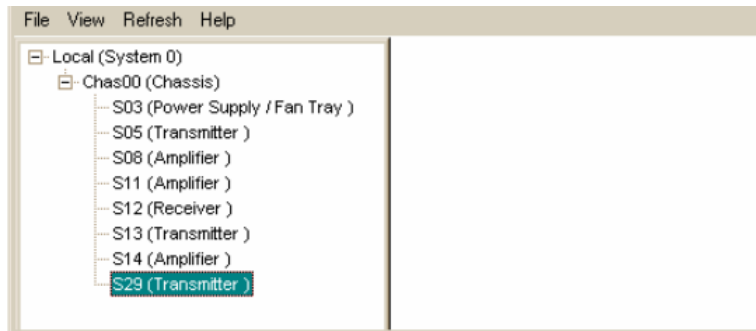 File View Refresh Help
Local (System 0)
Chas00 (Chassis)
S03 (Power Supply / Fan Tray )
S05 (Transmitter )
S08 (Amplifier )
S11 (Amplifier )
S12 (Receiver )
S13 (Transmitter )
S14 (Amplifier )
S29 (Transmitter )